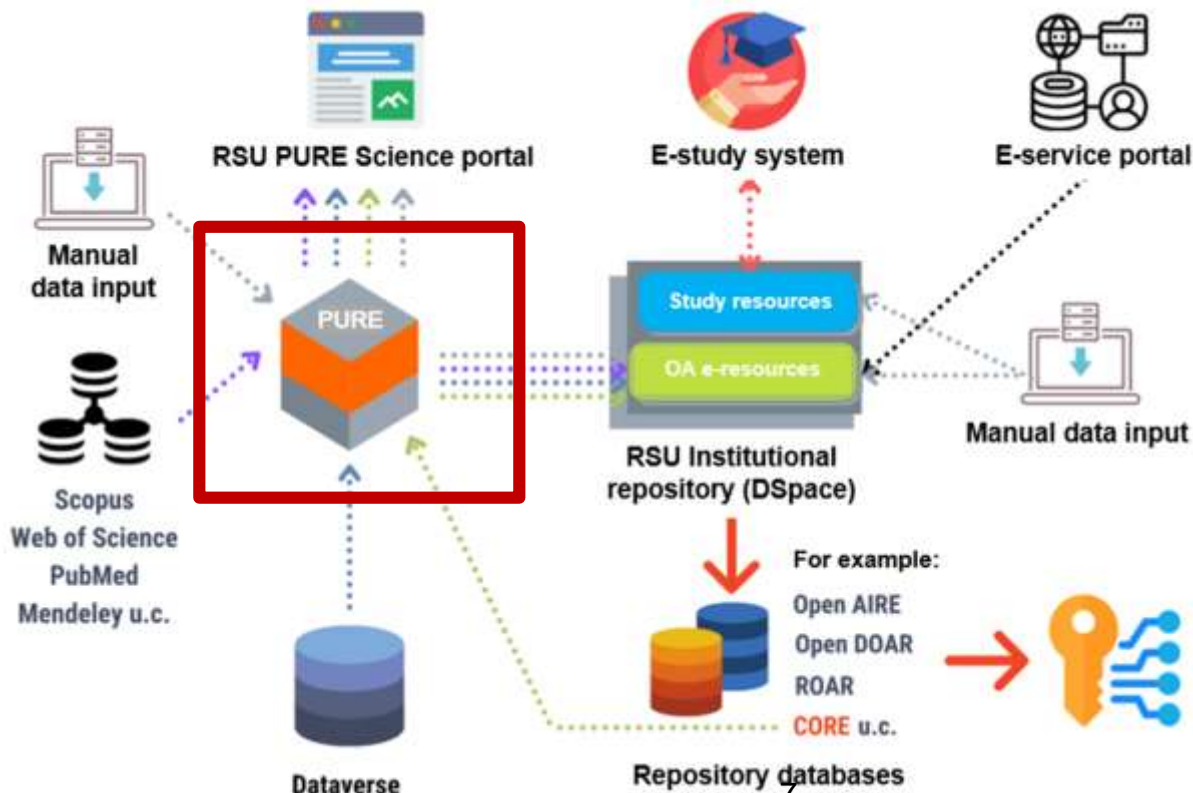 RSU PURE Science portal
E-study system
E-service portal
Manual
data input
PURE
Study resources
OA e-resources
Manual data input
RSU Institutional
repository (DSpace)
Scopus
Web of Science
PubMed
Mendeley u.c.
For example:
Open AIRE
Open DOAR
ROAR
CORE u.c.
Dataverse
Repository databases
7